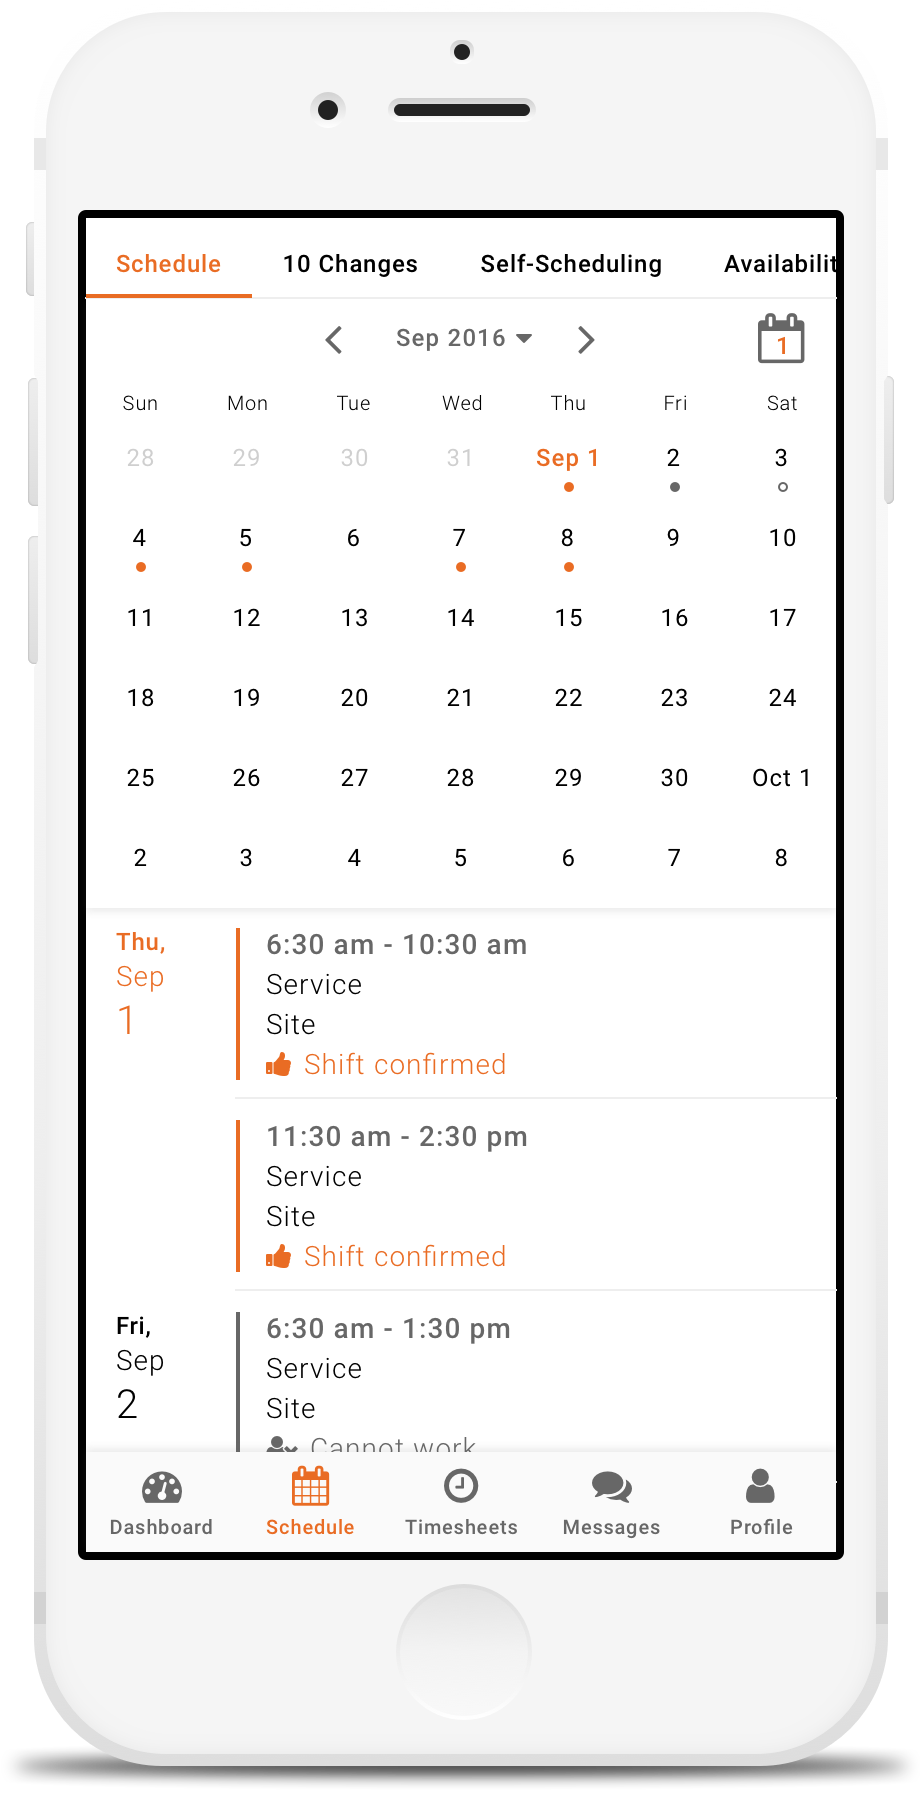 Schedule 10 Changes Self-Scheduling Availabilit
Sep 2016
1
Sun Mon Tue Wed Thu Fri Sat
28 29 30 31 Sep 1 2 3
4 5 6 7 8 9 10
11 12 13 14 15 16 17
18 19 20 21 22 23 24
25 26 27 28 29 30 Oct 1
2 3 4 5 6 7 8
Thu,
Sep
1
6:30 am - 10:30 am
Service
Site
Shift confirmed
11:30 am - 2:30 pm
Service
Site
Shift confirmed
Fri,
Sep
2
6:30 am - 1:30 pm
Service
Site
Cannot work
Dashboard Schedule Timesheets Messages Profile